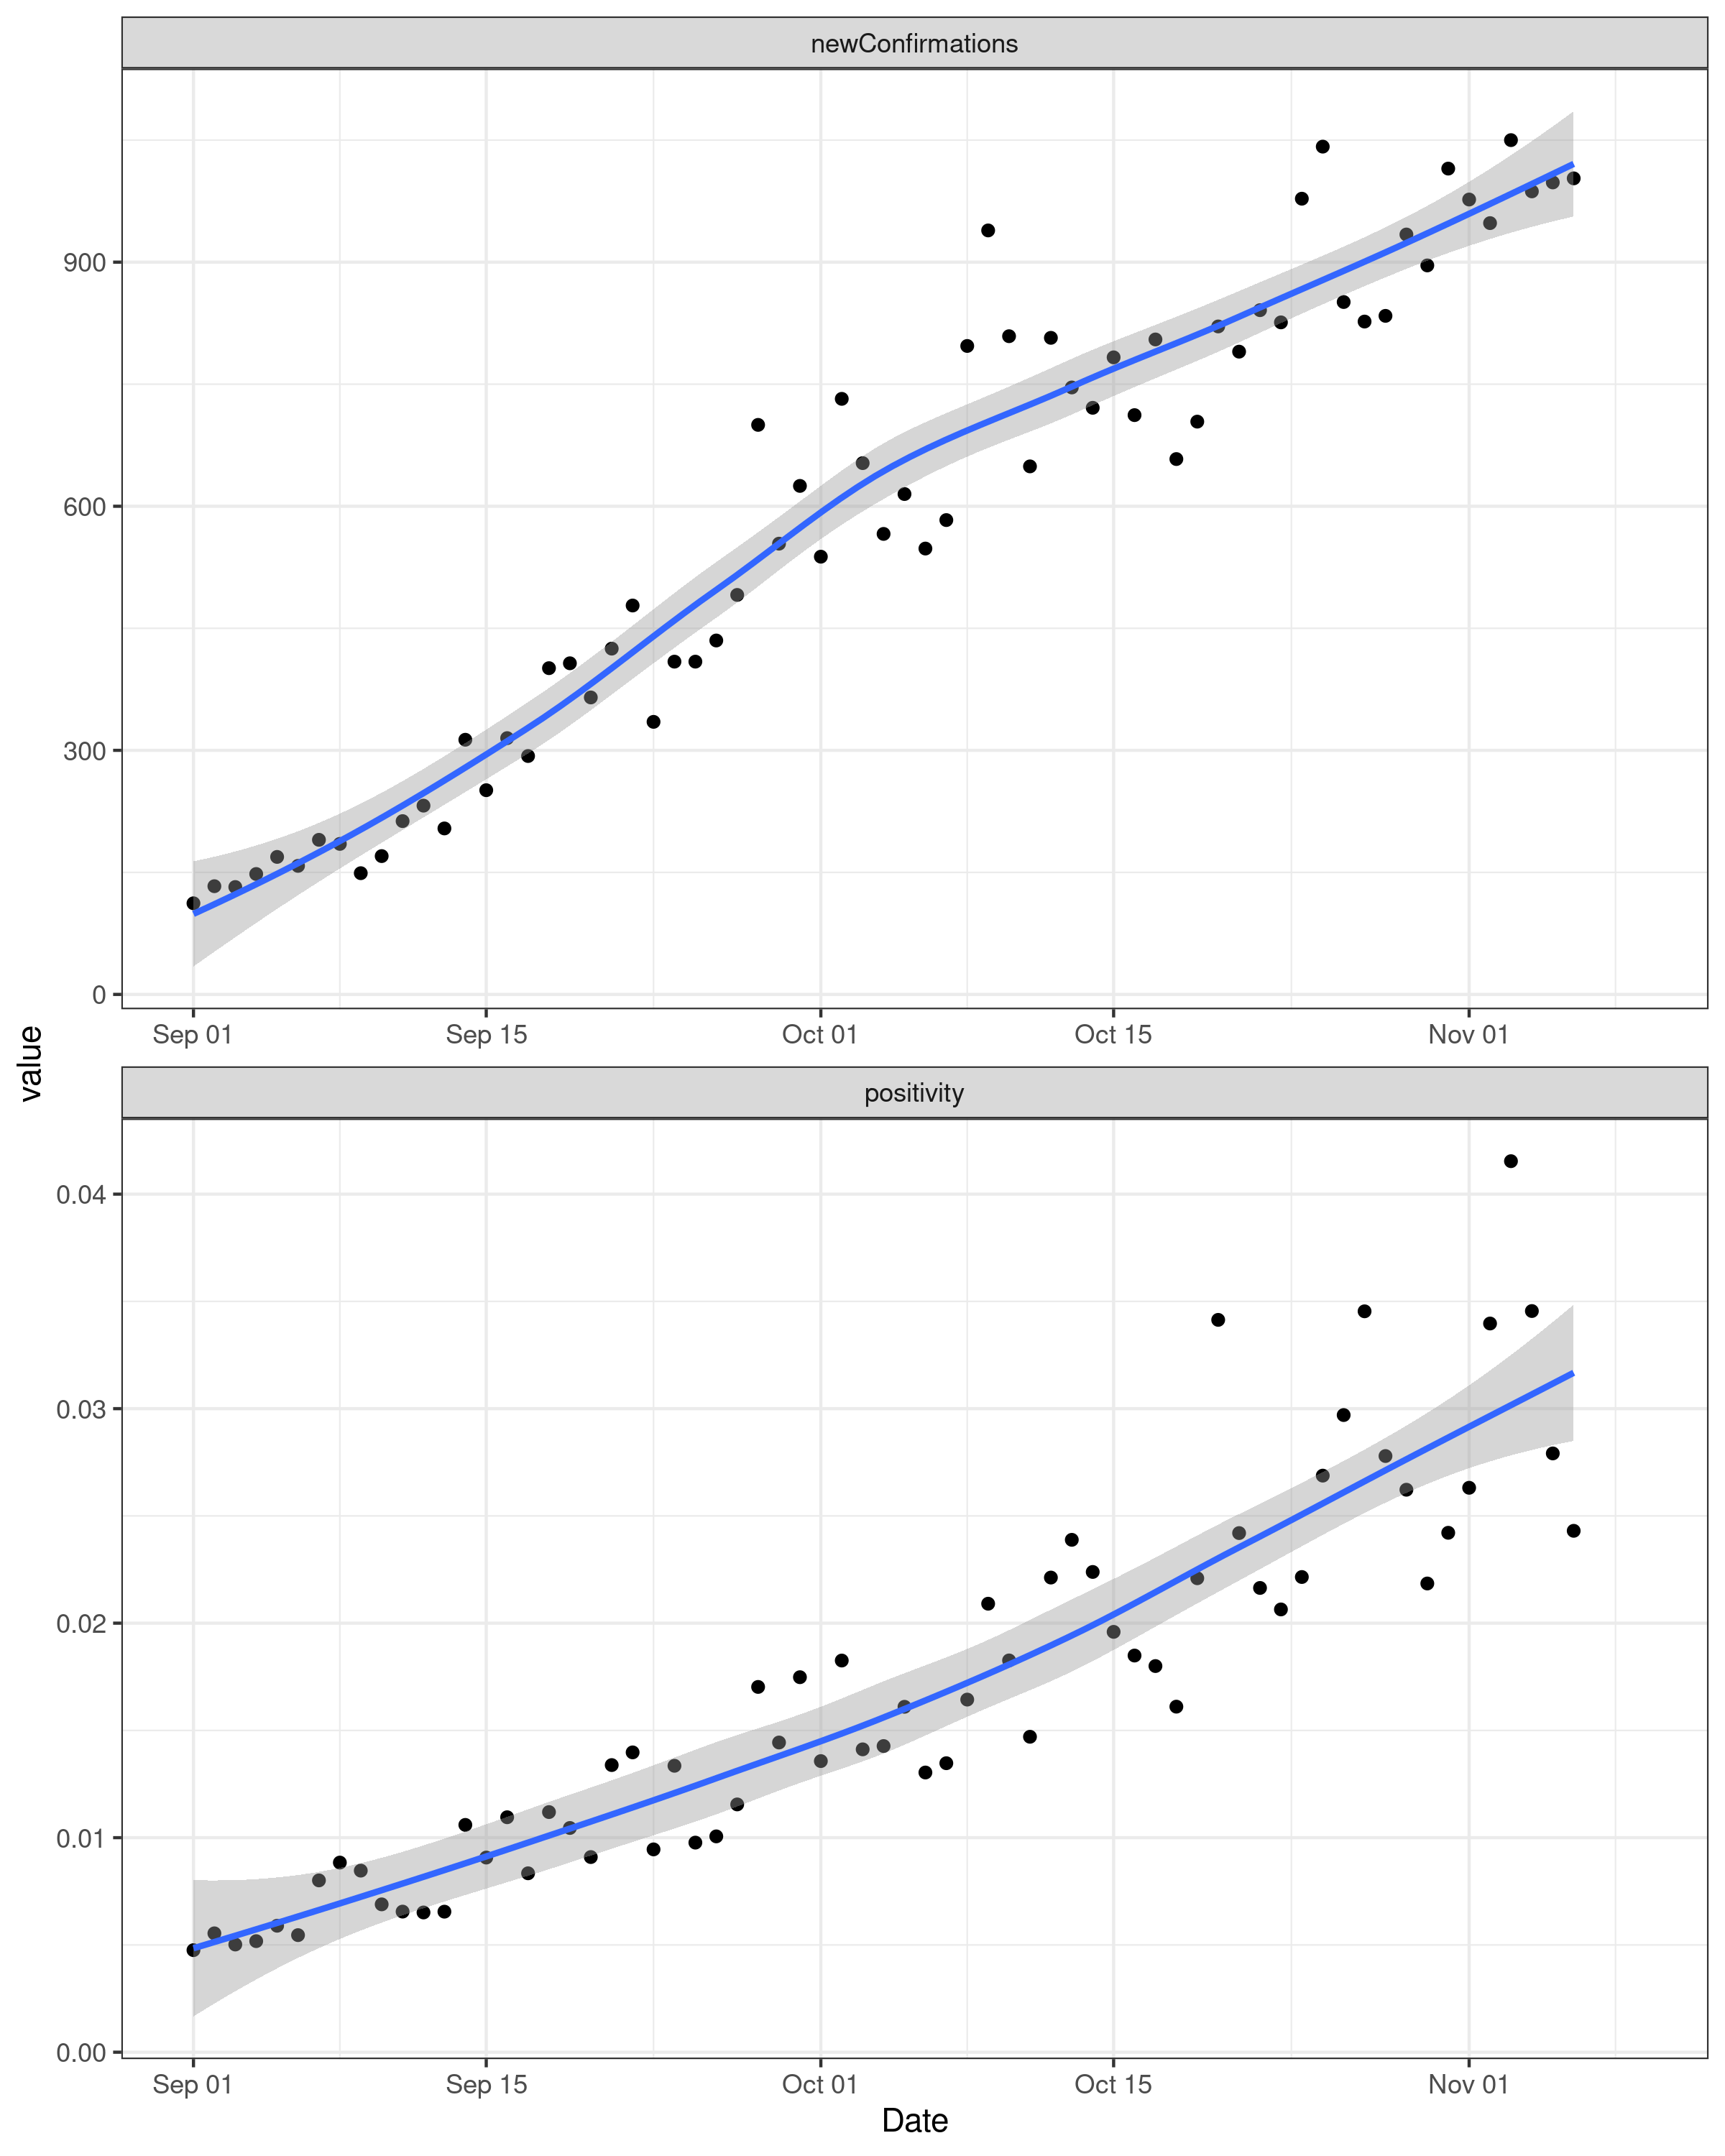 newConfirmations
900
600
300
0
Sep 01 Sep 15 Oct 01 Oct 15 Nov 01
value
positivity
0.04
0.03
0.02
0.01
0.00
Sep 01 Sep 15 Oct 01 Oct 15 Nov 01
Date